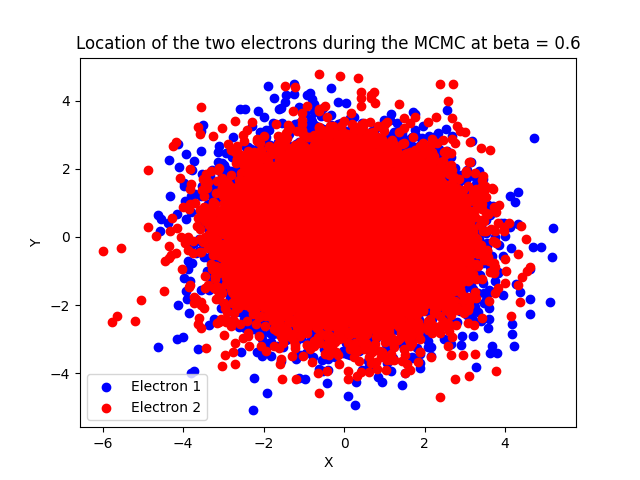 Location of the two electrons during the MCMC at beta = 0.6
4
2
0
−2
−4
Y
Electron 1
Electron 2
−6
−4
−2
0
2
4
X